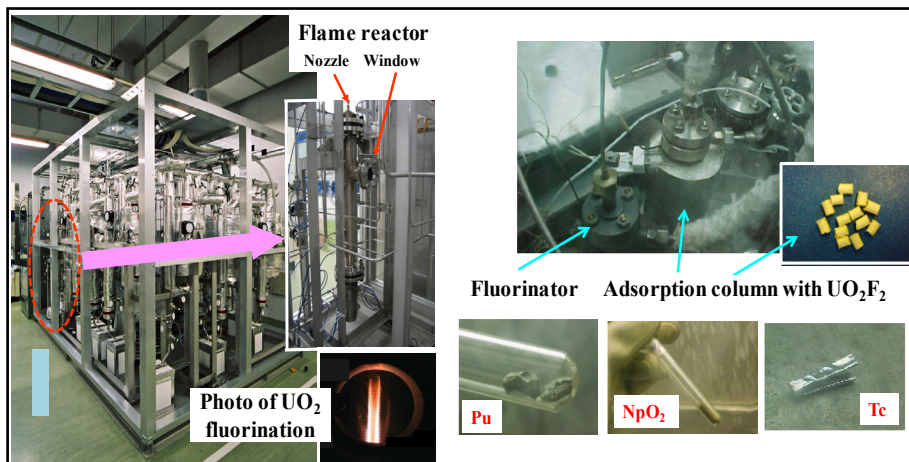 Flame reactor
Nozzle Window
Photo of UO₂
fluorination
Fluorinator Adsorption column with UO₂F₂
Pu
NpO₂
Tc